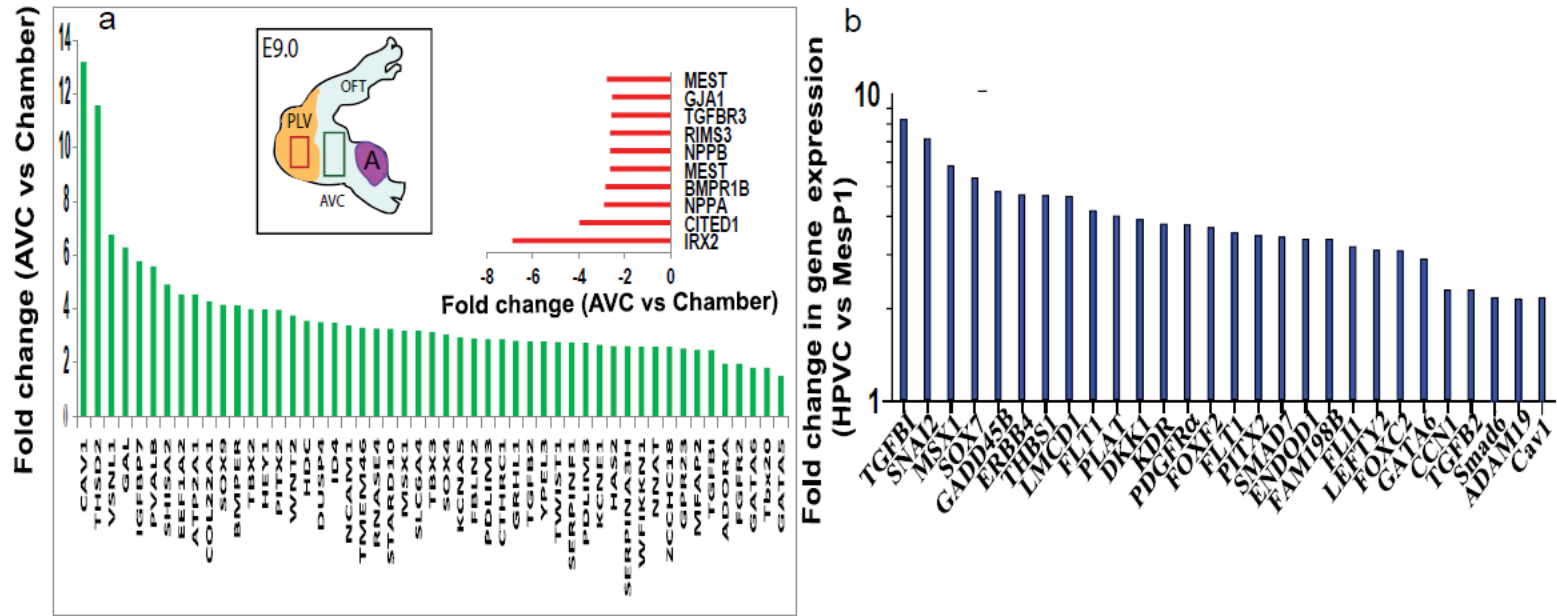 a
Fold change (AVC vs Chamber)
14
12
10
8
6
4
2
0
E9.0
OFT
PLV
A
AVC
MEST
GJA1
TGFBR3
RIMS3
NPPB
MEST
BMPR1B
NPPA
CITED1
IRX2
-8 -6 -4 -2 0
Fold change (AVC vs Chamber)
CAV1
THSD2
VSNL1
GAL
IGFBP7
PVALB
SHISA2
EEF1A2
ATP1A1
COL22A1
SOX9
BMPER
TBX2
HEY1
PITX2
WNT2
HDC
DUSP4
ID4
NCAM1
TMEM46
RNASE4
STARD10
MSX1
SLC6A4
TBX3
SOX4
KCNA5
FBLN2
PDLIM3
CTHRC1
GRHL1
TGFB2
YPEL3
TWIST1
SERPINF1
PDLIM3
KCNE1
HAS2
SERPINA3H
WFIKKN1
NNAT
ZCCHC18
GPR23
MFAP2
TGFBI
ADORA
FGFR2
GATA6
Tbx20
GATA5
b
Fold change in gene expression
(HPVC vs MesP1)
10
1
TGFBI
SNAI2
MSX1
SOX7
GADD45B
ERBB4
THBS1
LMCD1
FLT1
PLAT
DKK1
KDR
PDGFRα
FOXF2
FLT1
PITX2
SMAD7
ENDOD1
FAM198B
FLI1
LEFTY2
FOXC2
GATA6
CCN1
TGFB2
Smad6
ADAM19
Cav1